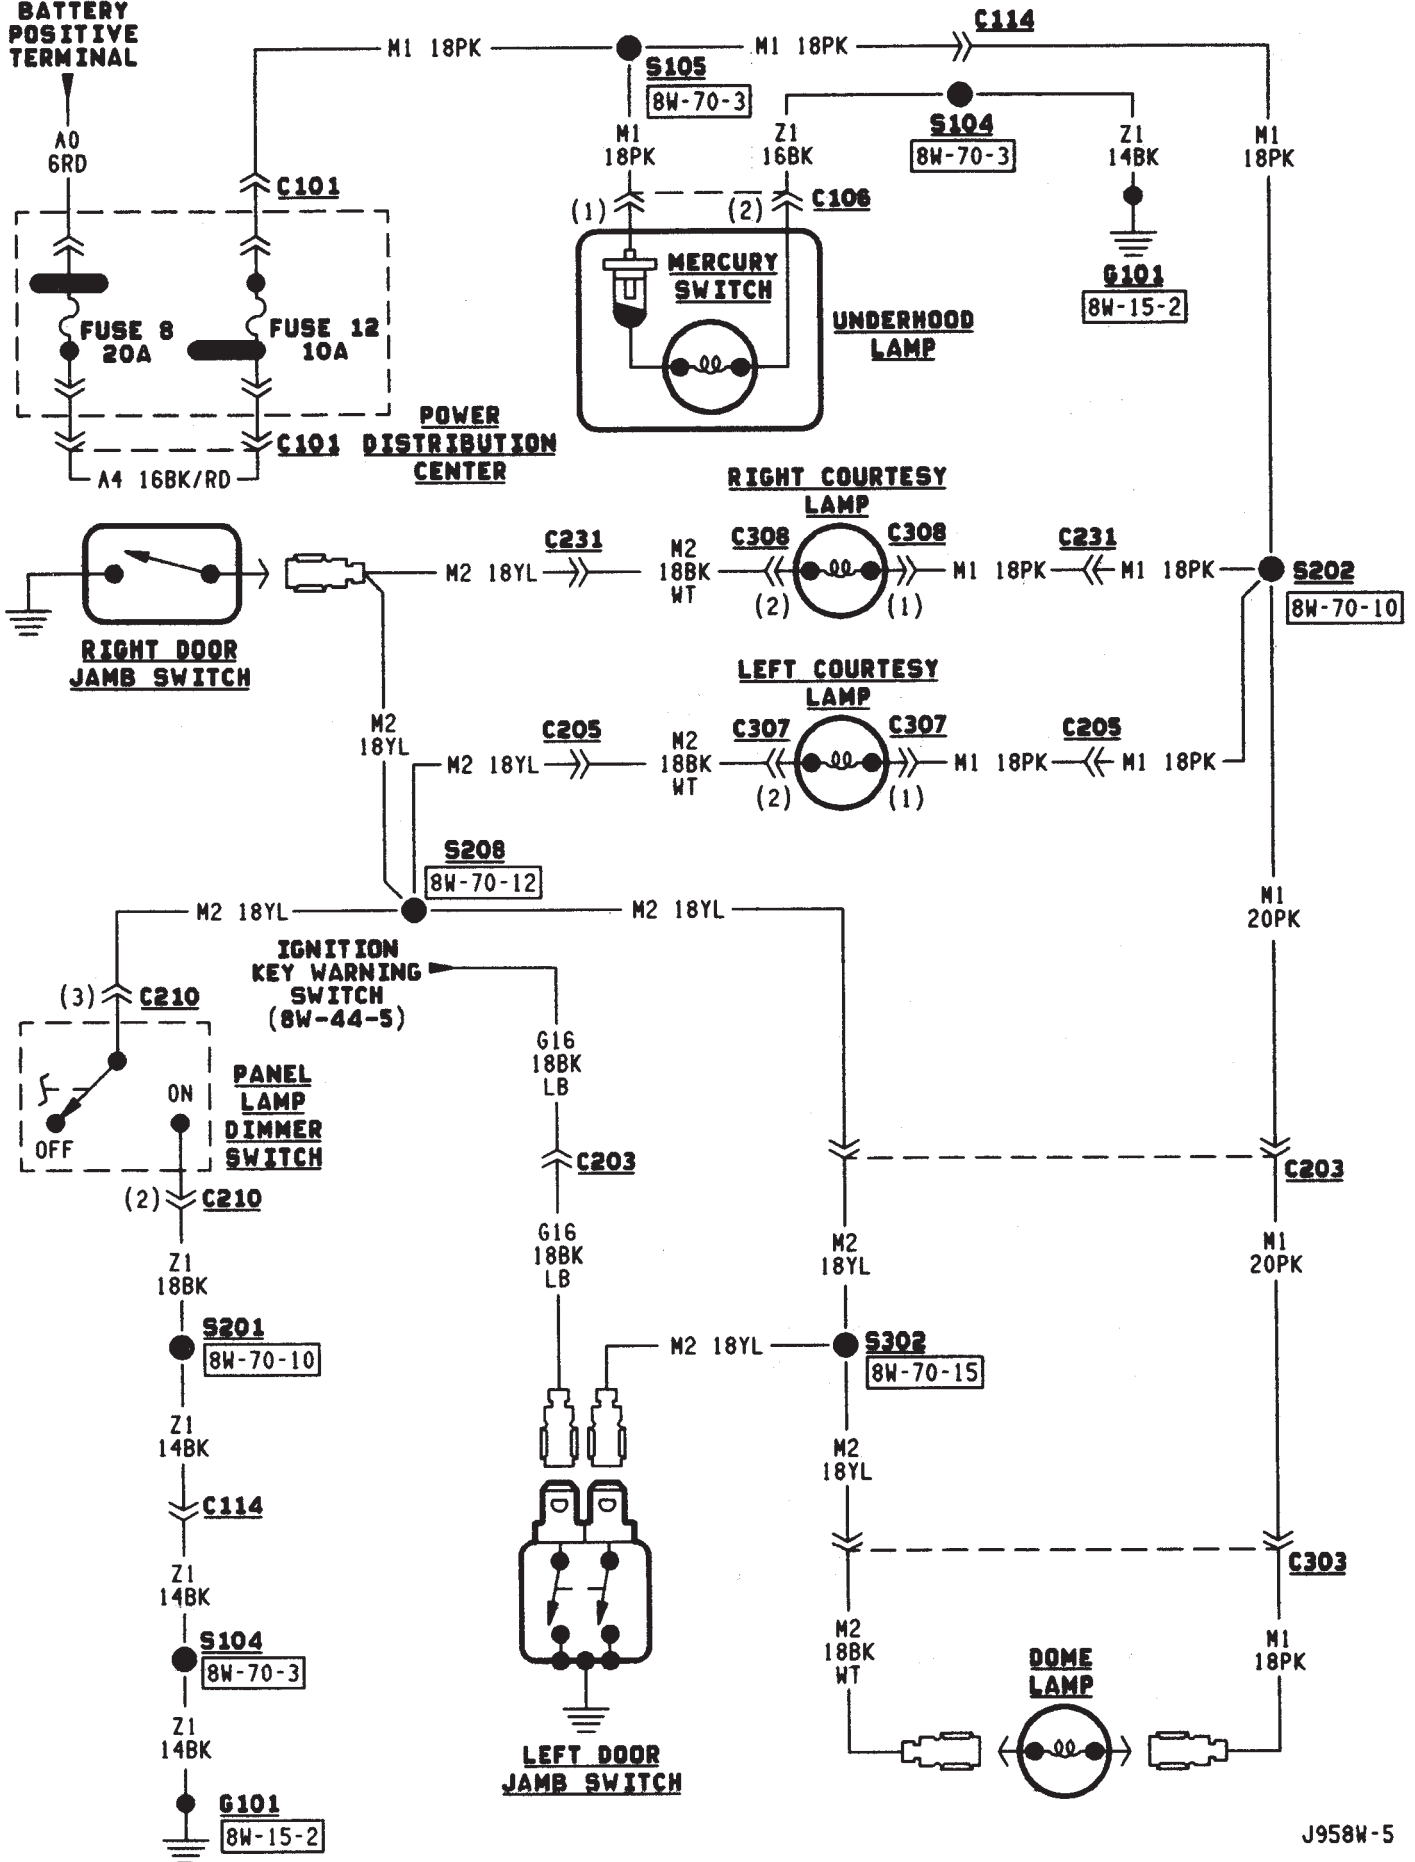 BATTERY
POSITIVE
TERMINAL
A0
6RD
M1 18PK
S105
8W-70-3
M1 18PK
C114
S104
8W-70-3
M1
18PK
Z1
16BK
Z1
14BK
M1
18PK
C101
(1)
(2)
C106
G101
8W-15-2
MERCURY
SWITCH
UNDERHOOD
LAMP
FUSE 8
20A
FUSE 12
10A
POWER
DISTRIBUTION
CENTER
C101
A4 16BK/RD
RIGHT COURTESY
LAMP
C231
C308
C308
C231
M2 18YL
M2
18BK
WT
M1 18PK
M1 18PK
(2)
(1)
S202
8W-70-10
RIGHT DOOR
JAMB SWITCH
LEFT COURTESY
LAMP
M2
18YL
C205
C307
C307
C205
M2 18YL
M2
18BK
WT
M1 18PK
M1 18PK
(2)
(1)
S208
8W-70-12
M2 18YL
M2 18YL
M1
20PK
IGNITION
KEY WARNING
SWITCH
(8W-44-5)
(3)
C210
G16
18BK
LB
PANEL
LAMP
DIMMER
SWITCH
ON
OFF
C203
C203
(2)
C210
G16
18BK
LB
M2
18YL
M1
20PK
Z1
18BK
S201
8W-70-10
M2 18YL
S302
8W-70-15
Z1
14BK
M2
18YL
C114
C303
Z1
14BK
S104
8W-70-3
M2
18BK
WT
DOME
LAMP
M1
18PK
Z1
14BK
LEFT DOOR
JAMB SWITCH
G101
8W-15-2
J958W-5